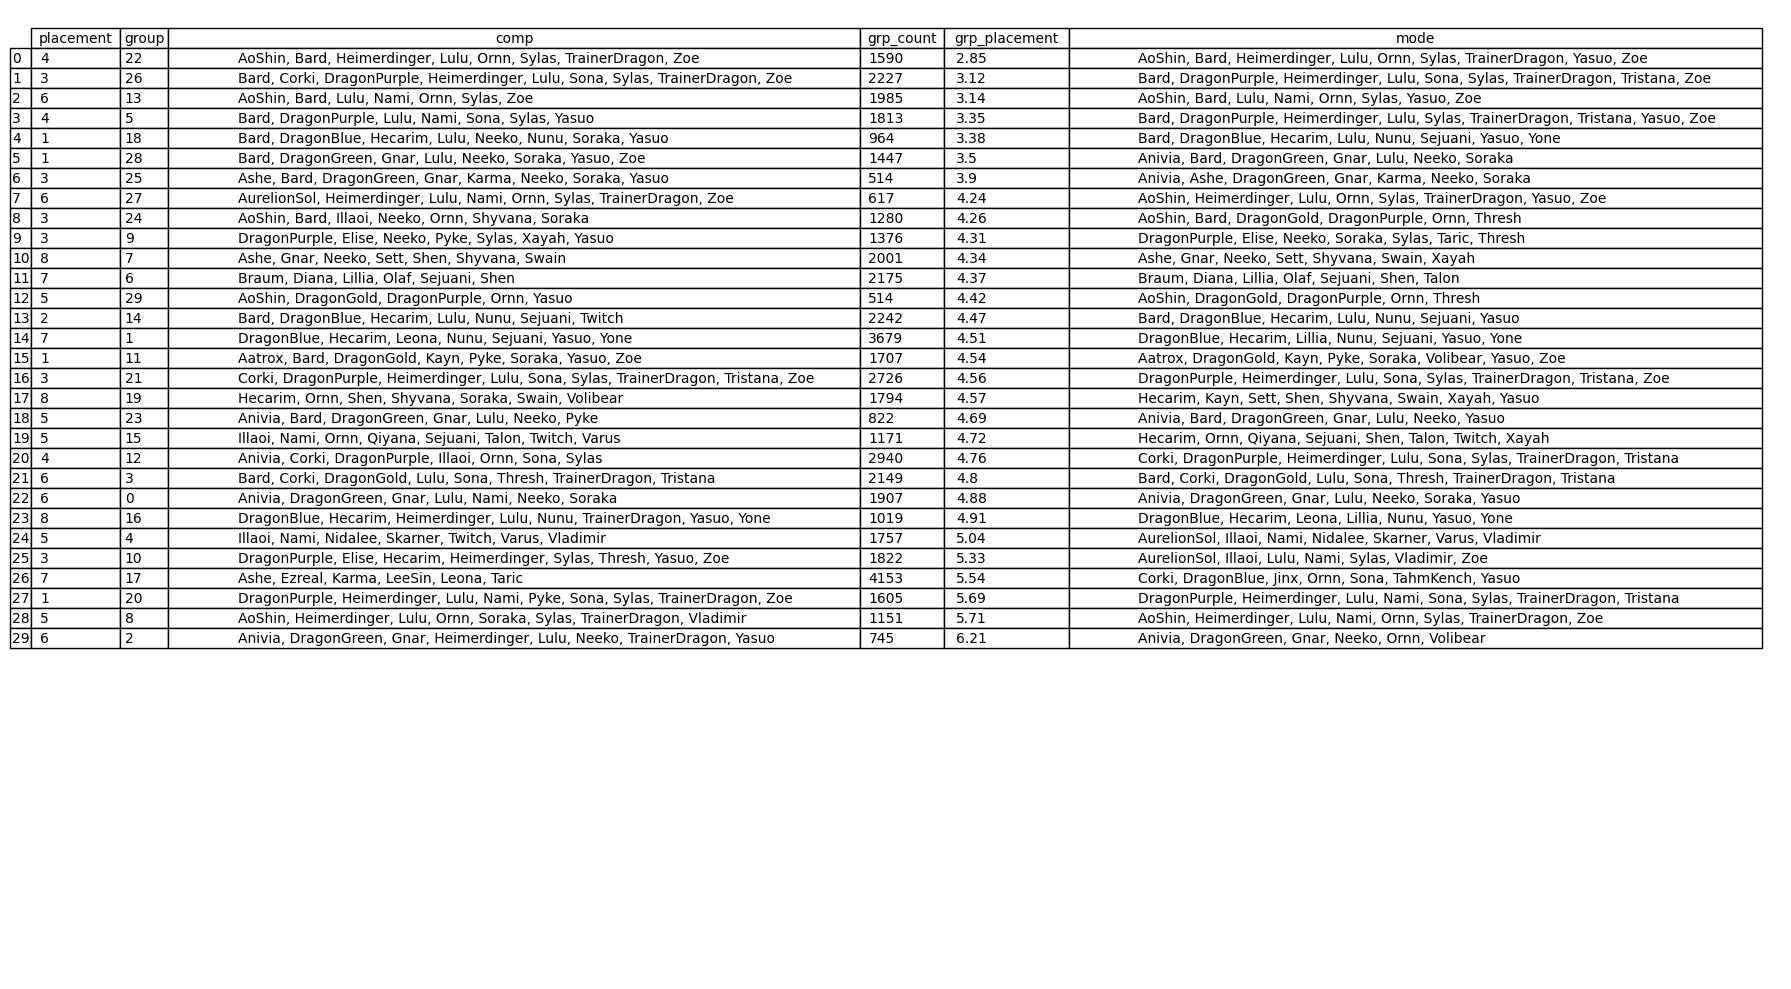 placement group comp grp_count grp_placement mode
0 4 22 AoShin, Bard, Heimerdinger, Lulu, Ornn, Sylas, TrainerDragon, Zoe 1590 2.85 AoShin, Bard, Heimerdinger, Lulu, Ornn, Sylas, TrainerDragon, Yasuo, Zoe
1 3 26 Bard, Corki, DragonPurple, Heimerdinger, Lulu, Sona, Sylas, TrainerDragon, Zoe 2227 3.12 Bard, DragonPurple, Heimerdinger, Lulu, Sona, Sylas, TrainerDragon, Tristana, Zoe
2 6 13 AoShin, Bard, Lulu, Nami, Ornn, Sylas, Zoe 1985 3.14 AoShin, Bard, Lulu, Nami, Ornn, Sylas, Yasuo, Zoe
3 4 5 Bard, DragonPurple, Lulu, Nami, Sona, Sylas, Yasuo 1813 3.35 Bard, DragonPurple, Heimerdinger, Lulu, Sylas, TrainerDragon, Tristana, Yasuo, Zoe
4 1 18 Bard, DragonBlue, Hecarim, Lulu, Neeko, Nunu, Soraka, Yasuo 964 3.38 Bard, DragonBlue, Hecarim, Lulu, Nunu, Sejuani, Yasuo, Yone
5 1 28 Bard, DragonGreen, Gnar, Lulu, Neeko, Soraka, Yasuo, Zoe 1447 3.5 Anivia, Bard, DragonGreen, Gnar, Lulu, Neeko, Soraka
6 3 25 Ashe, Bard, DragonGreen, Gnar, Karma, Neeko, Soraka, Yasuo 514 3.9 Anivia, Ashe, DragonGreen, Gnar, Karma, Neeko, Soraka
7 6 27 AurelionSol, Heimerdinger, Lulu, Nami, Ornn, Sylas, TrainerDragon, Zoe 617 4.24 AoShin, Heimerdinger, Lulu, Ornn, Sylas, TrainerDragon, Yasuo, Zoe
8 3 24 AoShin, Bard, Illaoi, Neeko, Ornn, Shyvana, Soraka 1280 4.26 AoShin, Bard, DragonGold, DragonPurple, Ornn, Thresh
9 3 9 DragonPurple, Elise, Neeko, Pyke, Sylas, Xayah, Yasuo 1376 4.31 DragonPurple, Elise, Neeko, Soraka, Sylas, Taric, Thresh
10 8 7 Ashe, Gnar, Neeko, Sett, Shen, Shyvana, Swain 2001 4.34 Ashe, Gnar, Neeko, Sett, Shyvana, Swain, Xayah
11 7 6 Braum, Diana, Lillia, Olaf, Sejuani, Shen 2175 4.37 Braum, Diana, Lillia, Olaf, Sejuani, Shen, Talon
12 5 29 AoShin, DragonGold, DragonPurple, Ornn, Yasuo 514 4.42 AoShin, DragonGold, DragonPurple, Ornn, Thresh
13 2 14 Bard, DragonBlue, Hecarim, Lulu, Nunu, Sejuani, Twitch 2242 4.47 Bard, DragonBlue, Hecarim, Lulu, Nunu, Sejuani, Yasuo
14 7 1 DragonBlue, Hecarim, Leona, Nunu, Sejuani, Yasuo, Yone 3679 4.51 DragonBlue, Hecarim, Lillia, Nunu, Sejuani, Yasuo, Yone
15 1 11 Aatrox, Bard, DragonGold, Kayn, Pyke, Soraka, Yasuo, Zoe 1707 4.54 Aatrox, DragonGold, Kayn, Pyke, Soraka, Volibear, Yasuo, Zoe
16 3 21 Corki, DragonPurple, Heimerdinger, Lulu, Sona, Sylas, TrainerDragon, Tristana, Zoe 2726 4.56 DragonPurple, Heimerdinger, Lulu, Sona, Sylas, TrainerDragon, Tristana, Zoe
17 8 19 Hecarim, Ornn, Shen, Shyvana, Soraka, Swain, Volibear 1794 4.57 Hecarim, Kayn, Sett, Shen, Shyvana, Swain, Xayah, Yasuo
18 5 23 Anivia, Bard, DragonGreen, Gnar, Lulu, Neeko, Pyke 822 4.69 Anivia, Bard, DragonGreen, Gnar, Lulu, Neeko, Yasuo
19 5 15 Illaoi, Nami, Ornn, Qiyana, Sejuani, Talon, Twitch, Varus 1171 4.72 Hecarim, Ornn, Qiyana, Sejuani, Shen, Talon, Twitch, Xayah
20 4 12 Anivia, Corki, DragonPurple, Illaoi, Ornn, Sona, Sylas 2940 4.76 Corki, DragonPurple, Heimerdinger, Lulu, Sona, Sylas, TrainerDragon, Tristana
21 6 3 Bard, Corki, DragonGold, Lulu, Sona, Thresh, TrainerDragon, Tristana 2149 4.8 Bard, Corki, DragonGold, Lulu, Sona, Thresh, TrainerDragon, Tristana
22 6 0 Anivia, DragonGreen, Gnar, Lulu, Nami, Neeko, Soraka 1907 4.88 Anivia, DragonGreen, Gnar, Lulu, Neeko, Soraka, Yasuo
23 8 16 DragonBlue, Hecarim, Heimerdinger, Lulu, Nunu, TrainerDragon, Yasuo, Yone 1019 4.91 DragonBlue, Hecarim, Leona, Lillia, Nunu, Yasuo, Yone
24 5 4 Illaoi, Nami, Nidalee, Skarner, Twitch, Varus, Vladimir 1757 5.04 AurelionSol, Illaoi, Nami, Nidalee, Skarner, Varus, Vladimir
25 3 10 DragonPurple, Elise, Hecarim, Heimerdinger, Sylas, Thresh, Yasuo, Zoe 1822 5.33 AurelionSol, Illaoi, Lulu, Nami, Sylas, Vladimir, Zoe
26 7 17 Ashe, Ezreal, Karma, LeeSin, Leona, Taric 4153 5.54 Corki, DragonBlue, Jinx, Ornn, Sona, TahmKench, Yasuo
27 1 20 DragonPurple, Heimerdinger, Lulu, Nami, Pyke, Sona, Sylas, TrainerDragon, Zoe 1605 5.69 DragonPurple, Heimerdinger, Lulu, Nami, Sona, Sylas, TrainerDragon, Tristana
28 5 8 AoShin, Heimerdinger, Lulu, Ornn, Soraka, Sylas, TrainerDragon, Vladimir 1151 5.71 AoShin, Heimerdinger, Lulu, Nami, Ornn, Sylas, TrainerDragon, Zoe
29 6 2 Anivia, DragonGreen, Gnar, Heimerdinger, Lulu, Neeko, TrainerDragon, Yasuo 745 6.21 Anivia, DragonGreen, Gnar, Neeko, Ornn, Volibear